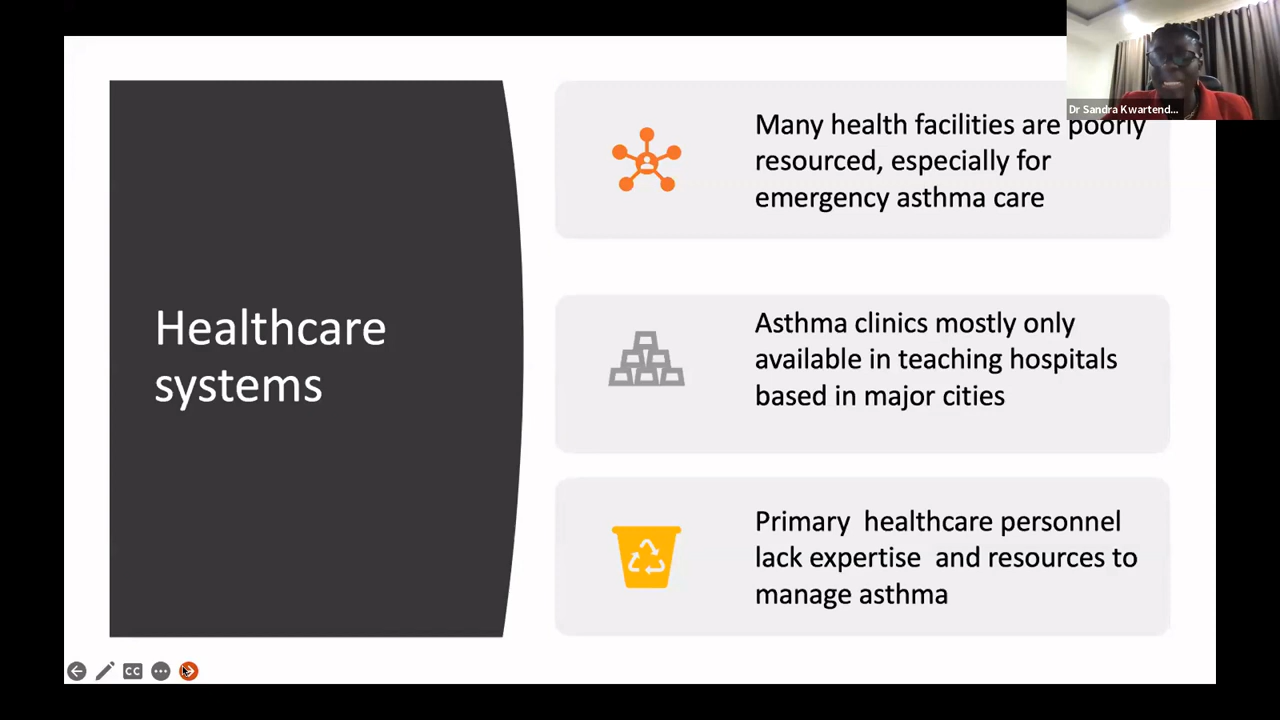 Healthcare
systems
Many health facilities are poorly
resourced, especially for
emergency asthma care
Asthma clinics mostly only
available in teaching hospitals
based in major cities
Primary  healthcare personnel
lack expertise  and resources to
manage asthma
Dr Sandra Kwartend...
CC